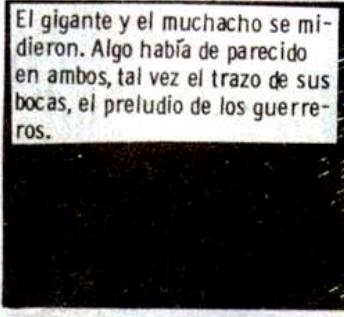 El gigante y el muchacho se mi-
dieron. Algo había de parecido
en ambos, tal vez el trazo de sus
bocas, el preludio de los guerre-
ros.